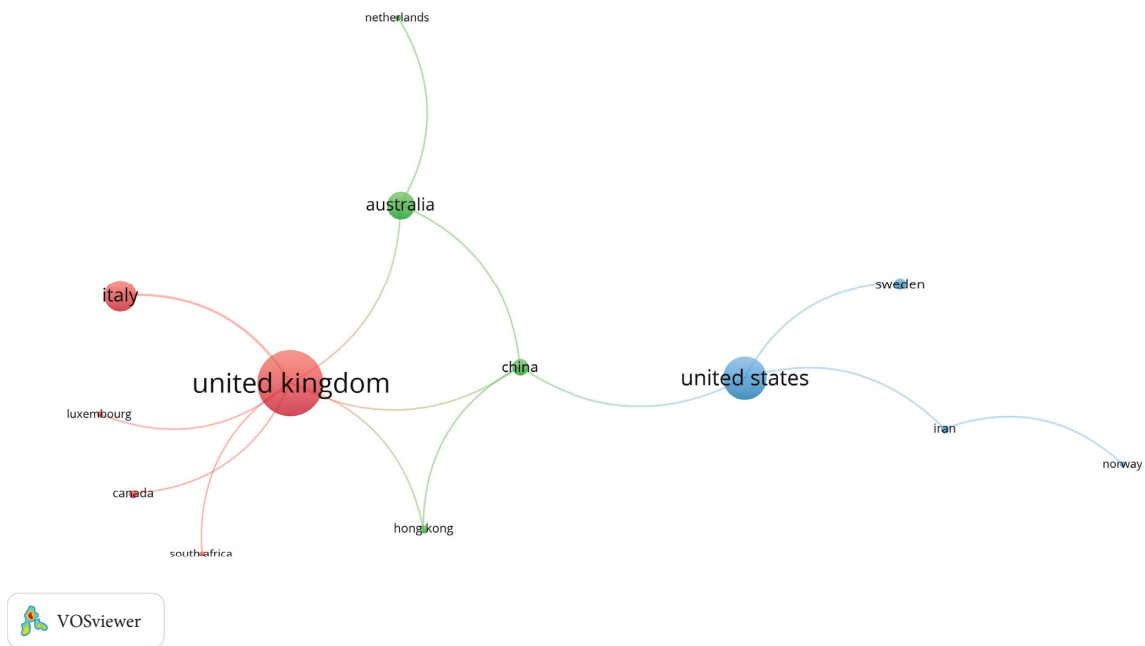 netherlands
australia
sweden
italy
china
united states
united kingdom
luxembourg
iran
norway
canada
hong kong
south africa
VOSviewer